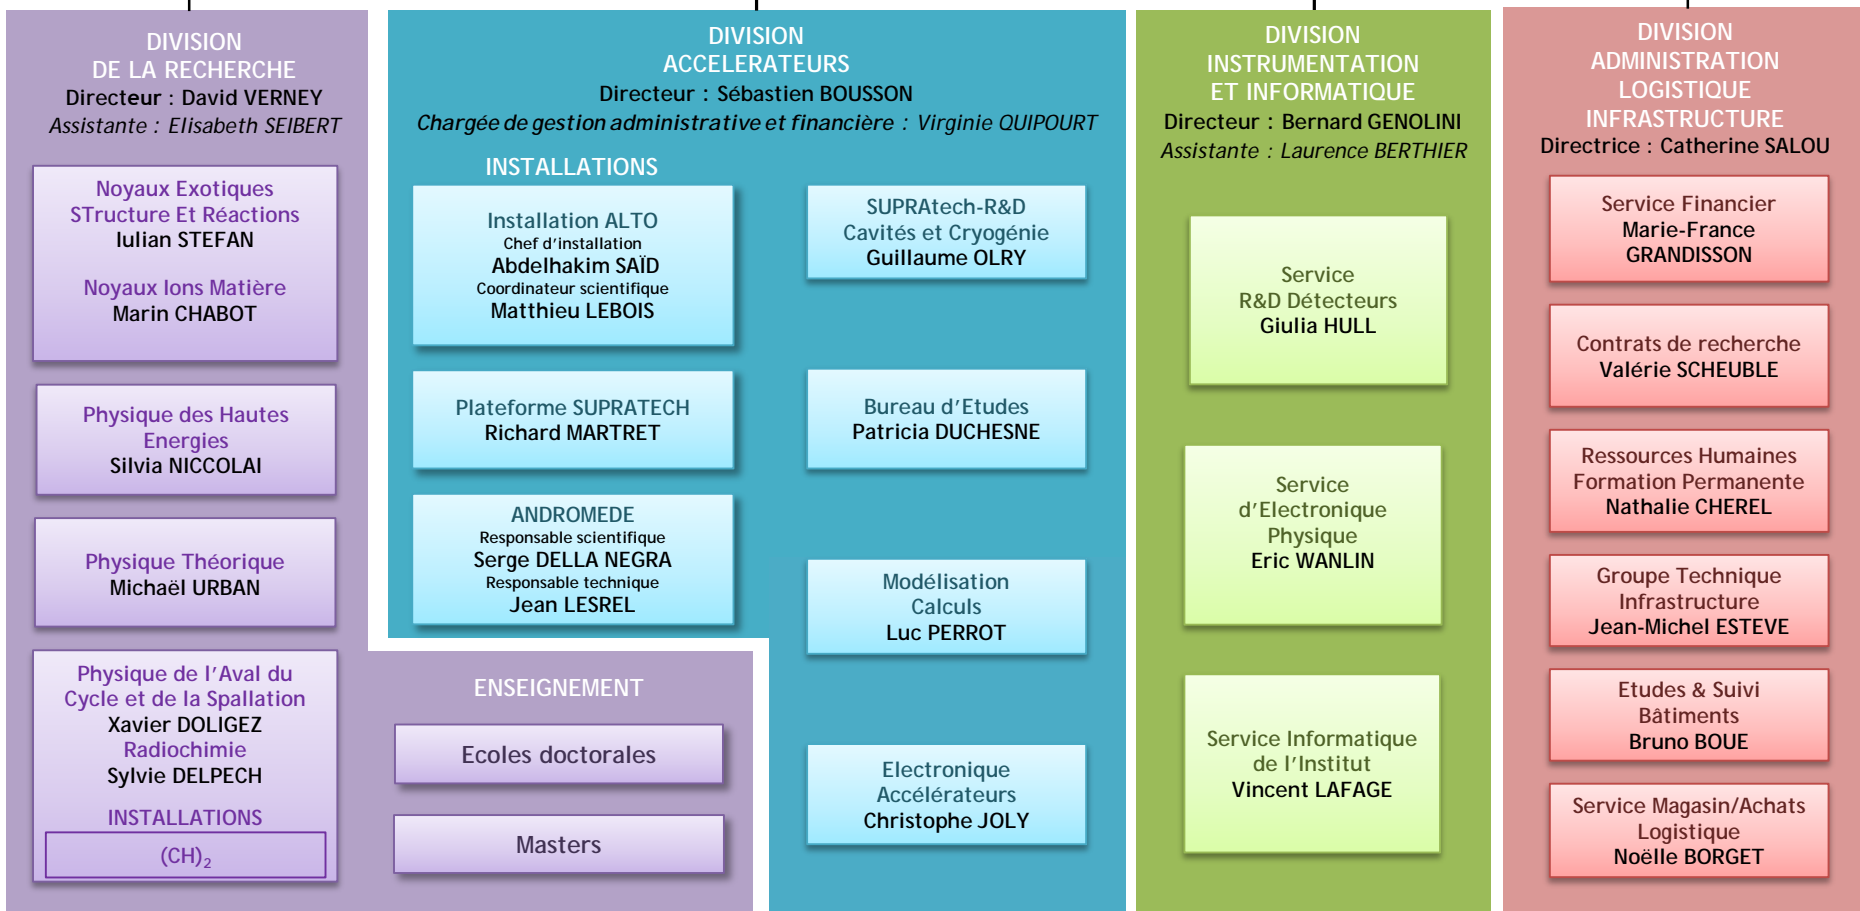 DIVISION
DE LA RECHERCHE
Directeur : David VERNEY
Assistante : Elisabeth SEIBERT
Noyaux Exotiques
STructure Et Réactions
Iulian STEFAN
Noyaux Ions Matière
Marin CHABOT
Physique des Hautes
Energies
Silvia NICCOLAI
Physique Théorique
Michaël URBAN
Physique de l'Aval du
Cycle et de la Spallation
Xavier DOLIGEZ
Radiochimie
Sylvie DELPECH
INSTALLATIONS
(CH)₂
ENSEIGNEMENT
Ecoles doctorales
Masters
DIVISION
ACCELERATEURS
Directeur : Sébastien BOUSSON
Chargée de gestion administrative et financière : Virginie QUIPOURT
INSTALLATIONS
Installation ALTO
Chef d'installation
Abdelhakim SAÏD
Coordinateur scientifique
Matthieu LEBOIS
Plateforme SUPRATECH
Richard MARTRET
ANDROMEDE
Responsable scientifique
Serge DELLA NEGRA
Responsable technique
Jean LESREL
SUPRAtech-R&D
Cavités et Cryogénie
Guillaume OLRY
Bureau d'Etudes
Patricia DUCHESNE
Modélisation
Calculs
Luc PERROT
Electronique
Accélérateurs
Christophe JOLY
DIVISION
INSTRUMENTATION
ET INFORMATIQUE
Directeur : Bernard GENOLINI
Assistante : Laurence BERTHIER
Service
R&D Détecteurs
Giulia HULL
Service
d'Electronique
Physique
Eric WANLIN
Service Informatique
de l'Institut
Vincent LAFAGE
DIVISION
ADMINISTRATION
LOGISTIQUE
INFRASTRUCTURE
Directrice : Catherine SALOU
Service Financier
Marie-France
GRANDISSON
Contrats de recherche
Valérie SCHEUBLE
Ressources Humaines
Formation Permanente
Nathalie CHEREL
Groupe Technique
Infrastructure
Jean-Michel ESTEVE
Etudes & Suivi
Bâtiments
Bruno BOUE
Service Magasin/Achats
Logistique
Noëlle BORGET